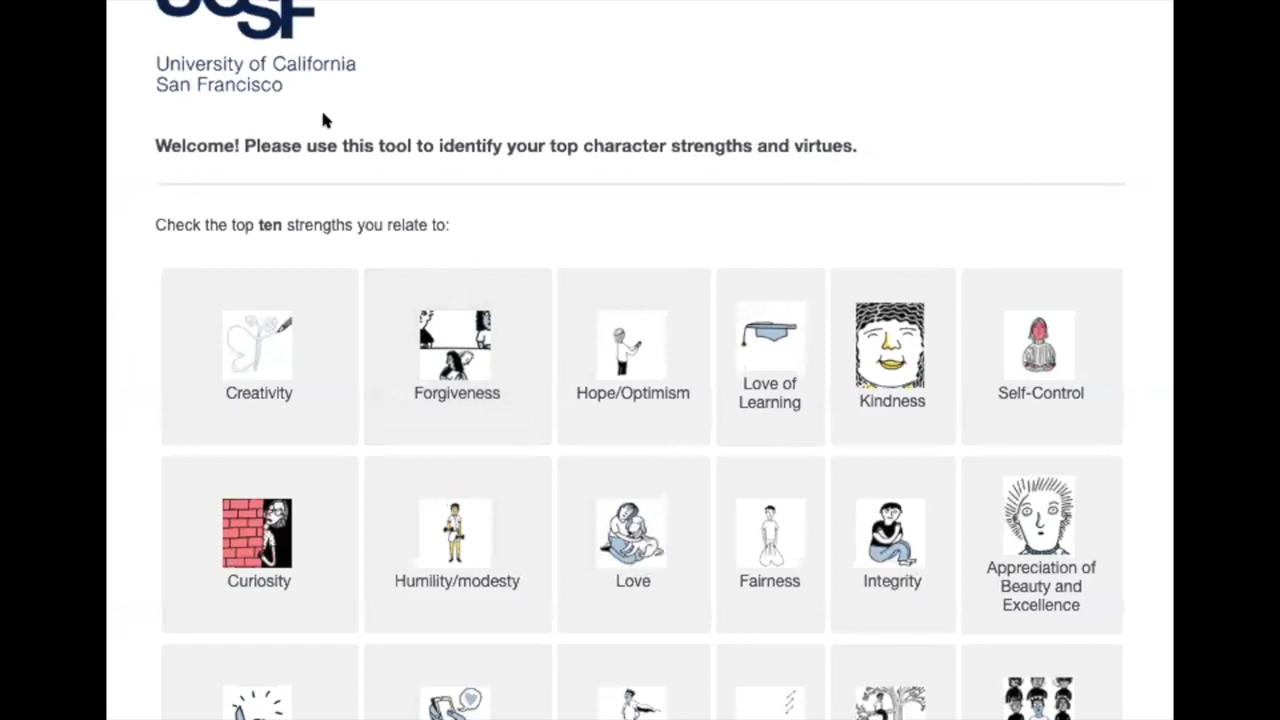 UCSF
University of California
San Francisco
Welcome! Please use this tool to identify your top character strengths and virtues.
Check the top ten strengths you relate to:
Creativity
Forgiveness
Hope/Optimism
Love of
Learning
Kindness
Self-Control
Curiosity
Humility/modesty
Love
Fairness
Integrity
Appreciation of
Beauty and
Excellence